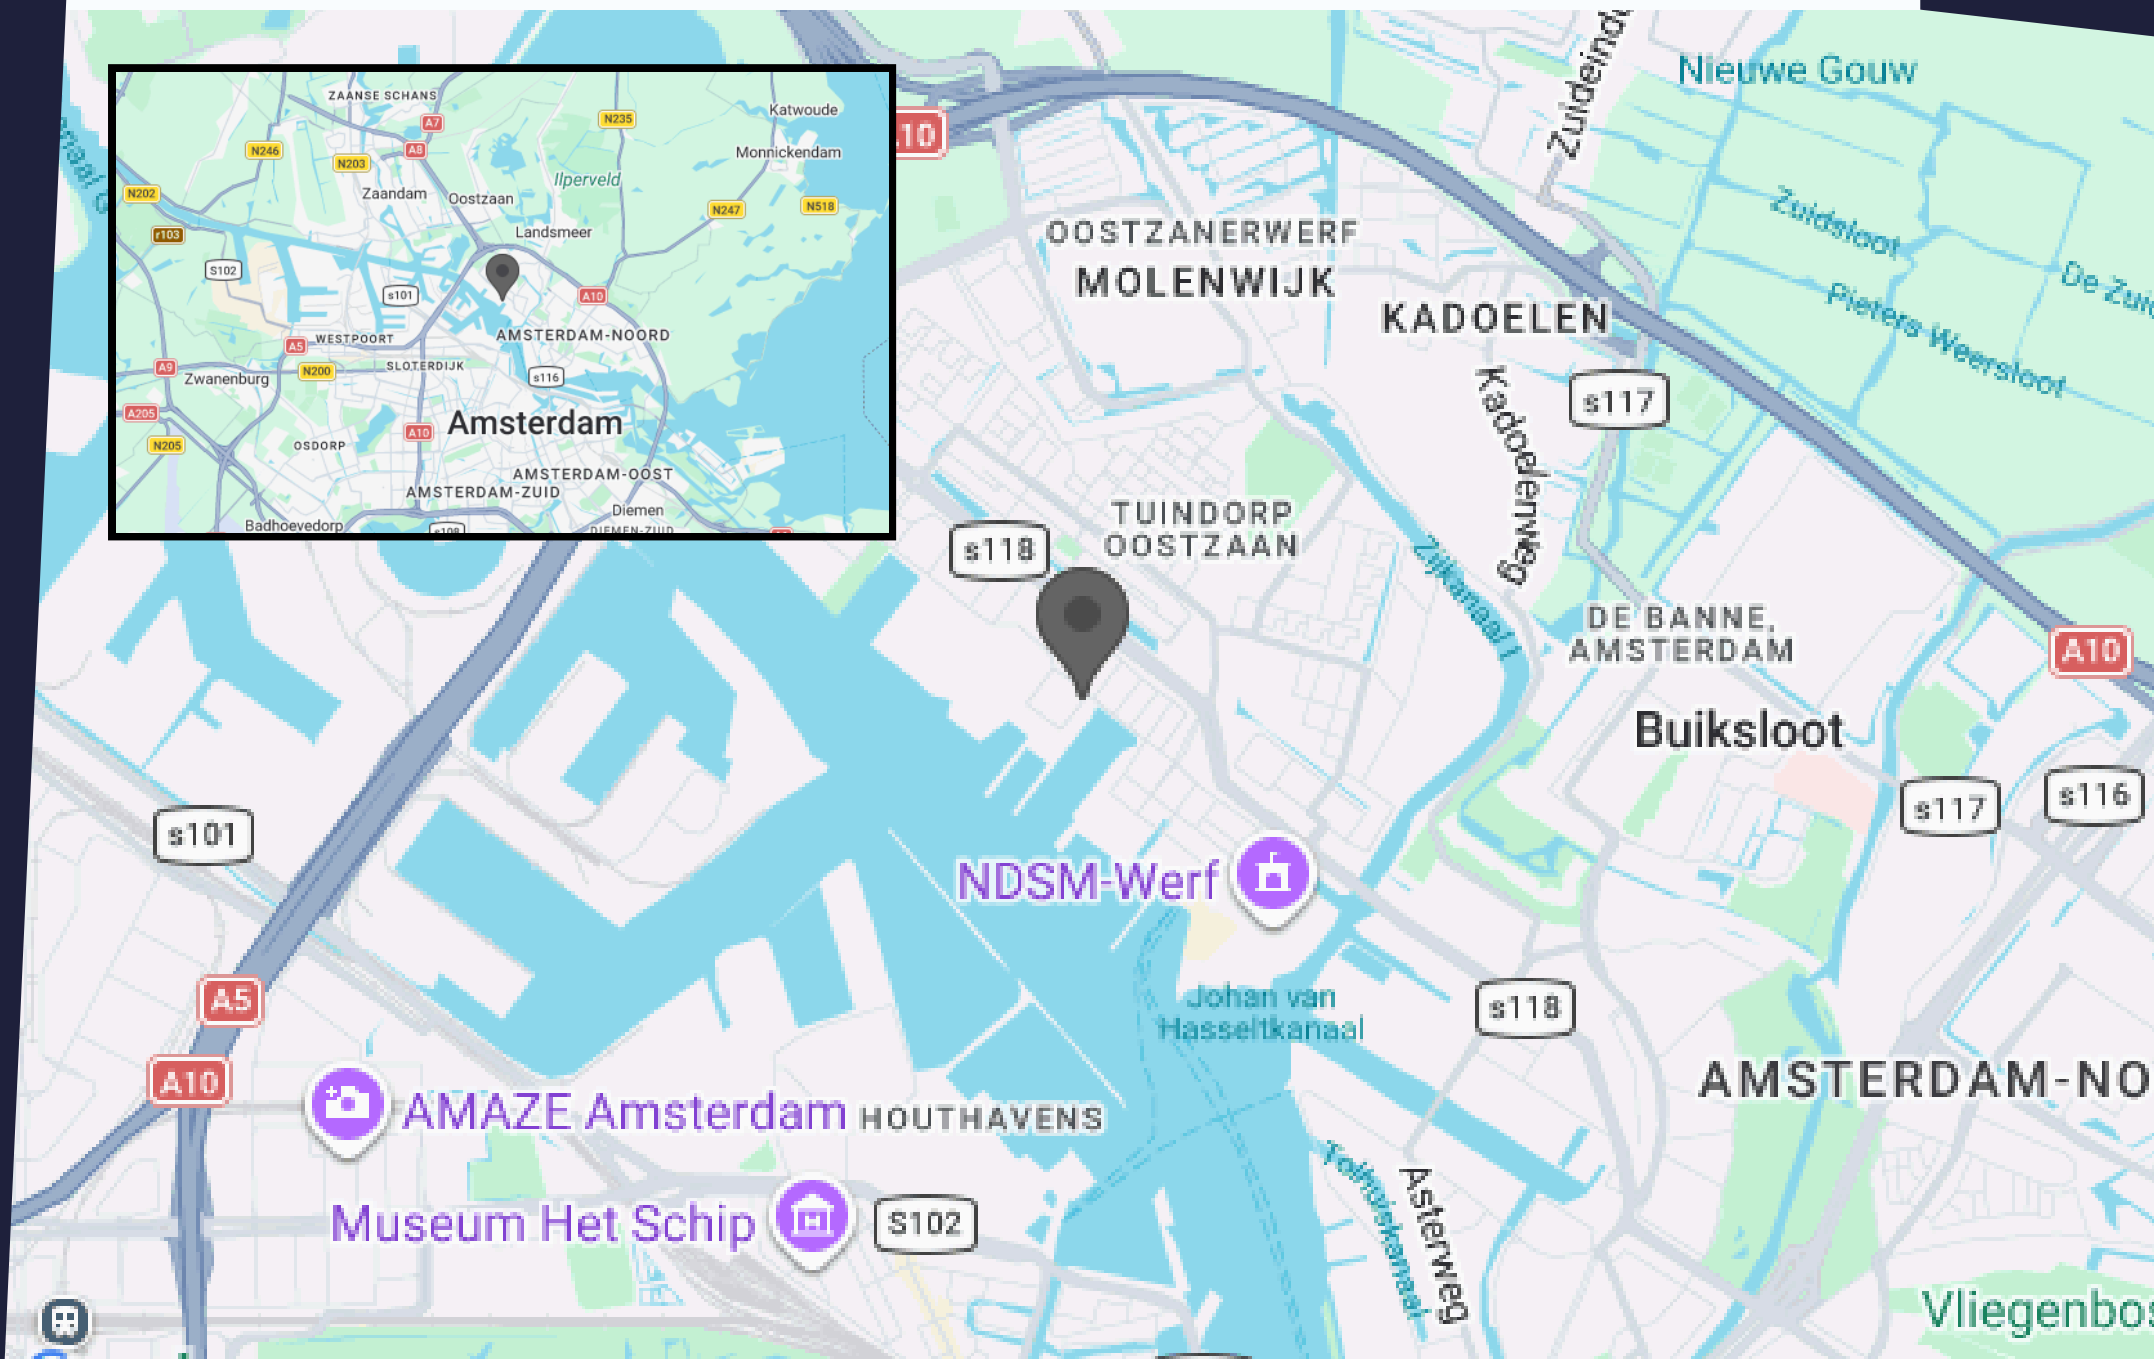 ZAANSE SCHANS
A7
A8
N235
Katwoude
N246
N203
Monnickendam
Ilperveld
N202
Zaandam
Oostzaan
N247
N518
r103
Landsmeer
S102
s101
A10
AMSTERDAM-NOORD
A5
WESTPOORT
SLOTERDIJK
A9
Zwanenburg
N200
s116
A205
Amsterdam
A10
N205
OSDORP
AMSTERDAM-OOST
AMSTERDAM-ZUID
Diemen
Badhoevedorp
s108
DIEMEN-ZUID
A10
Nieuwe Gouw
Zuidsloot
De Zuid
Pieters Weersloot
OOSTZANERWERF
MOLENWIJK
KADOELEN
s117
Kadoelenweg
TUINDORP
OOSTZAAN
s118
Zijkanaal I
DE BANNE,
AMSTERDAM
A10
Buiksloot
s117
s116
s101
NDSM-Werf
A5
Johan van
Hasseltkanaal
s118
A10
AMSTERDAM-NO
AMAZE Amsterdam
HOUTHAVENS
Museum Het Schip
S102
Tolhuiskanaal
Asterweg
Vliegenbos